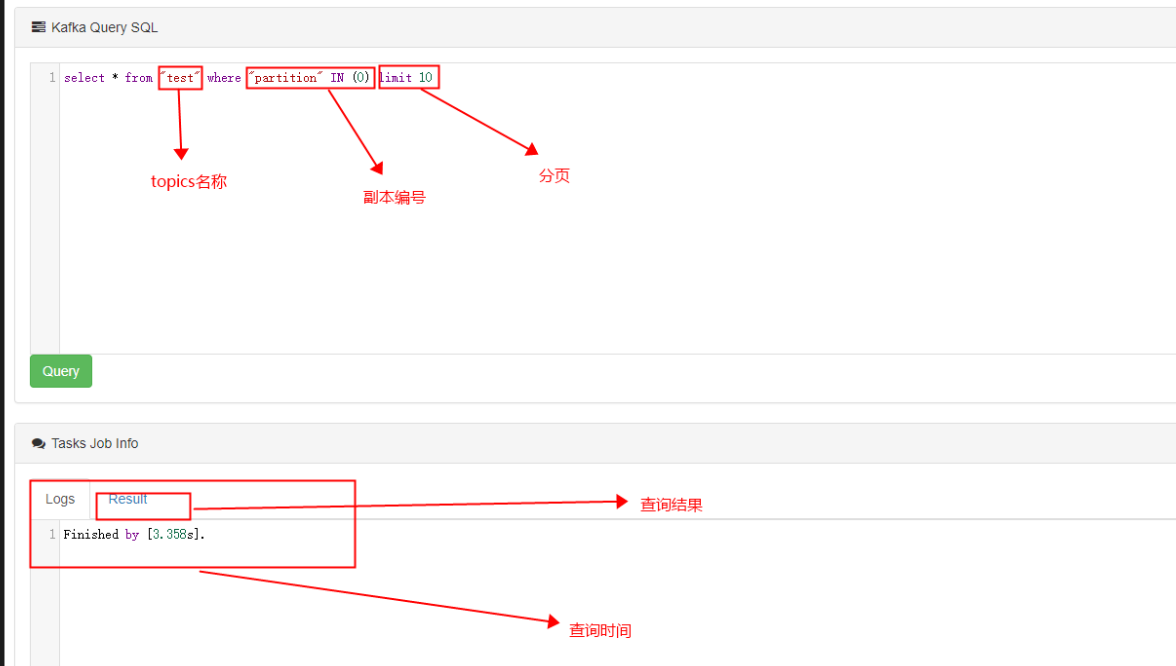 Kafka Query SQL
1 select * from "test" where "partition" IN (0) limit 10
topics名称
副本编号
分页
Query
Tasks Job Info
Logs Result
查询结果
1 Finished by [3.358s].
查询时间